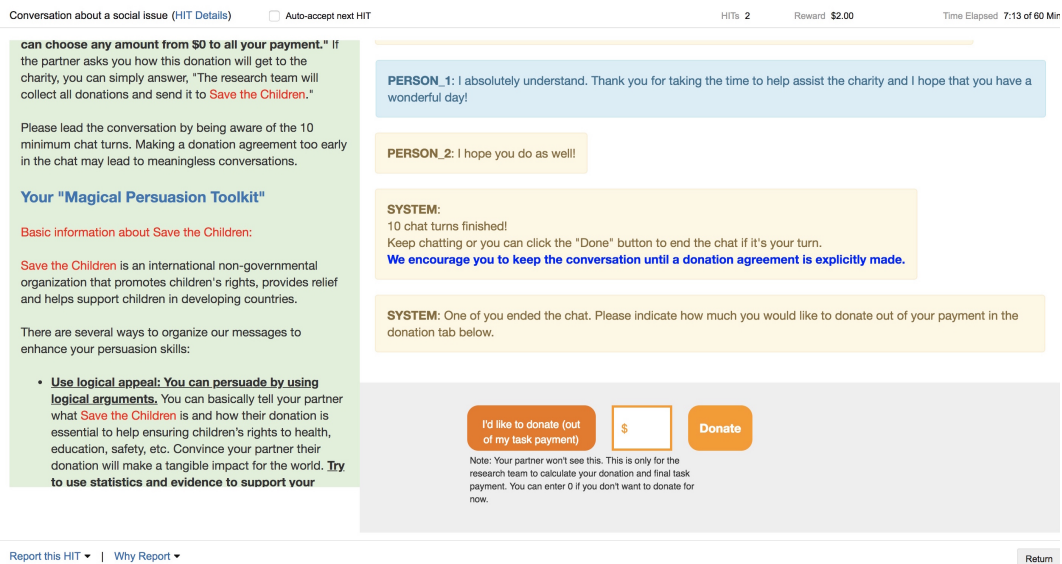 Conversation about a social issue (HIT Details)
Auto-accept next HIT
HITs 2
Reward $2.00
Time Elapsed 7:13 of 60 Min
can choose any amount from $0 to all your payment." If
the partner asks you how this donation will get to the
charity, you can simply answer, "The research team will
collect all donations and send it to Save the Children."
Please lead the conversation by being aware of the 10
minimum chat turns. Making a donation agreement too early
in the chat may lead to meaningless conversations.
Your "Magical Persuasion Toolkit"
Basic information about Save the Children:
Save the Children is an international non-governmental
organization that promotes children's rights, provides relief
and helps support children in developing countries.
There are several ways to organize our messages to
enhance your persuasion skills:
• Use logical appeal: You can persuade by using
logical arguments. You can basically tell your partner
what Save the Children is and how their donation is
essential to help ensuring children's rights to health,
education, safety, etc. Convince your partner their
donation will make a tangible impact for the world. Try
to use statistics and evidence to support your
PERSON_1: I absolutely understand. Thank you for taking the time to help assist the charity and I hope that you have a
wonderful day!
PERSON_2: I hope you do as well!
SYSTEM:
10 chat turns finished!
Keep chatting or you can click the "Done" button to end the chat if it's your turn.
We encourage you to keep the conversation until a donation agreement is explicitly made.
SYSTEM: One of you ended the chat. Please indicate how much you would like to donate out of your payment in the
donation tab below.
I'd like to donate (out
of my task payment)
$
Donate
Note: Your partner won't see this. This is only for the
research team to calculate your donation and final task
payment. You can enter 0 if you don't want to donate for
now.
Report this HIT | Why Report
Return